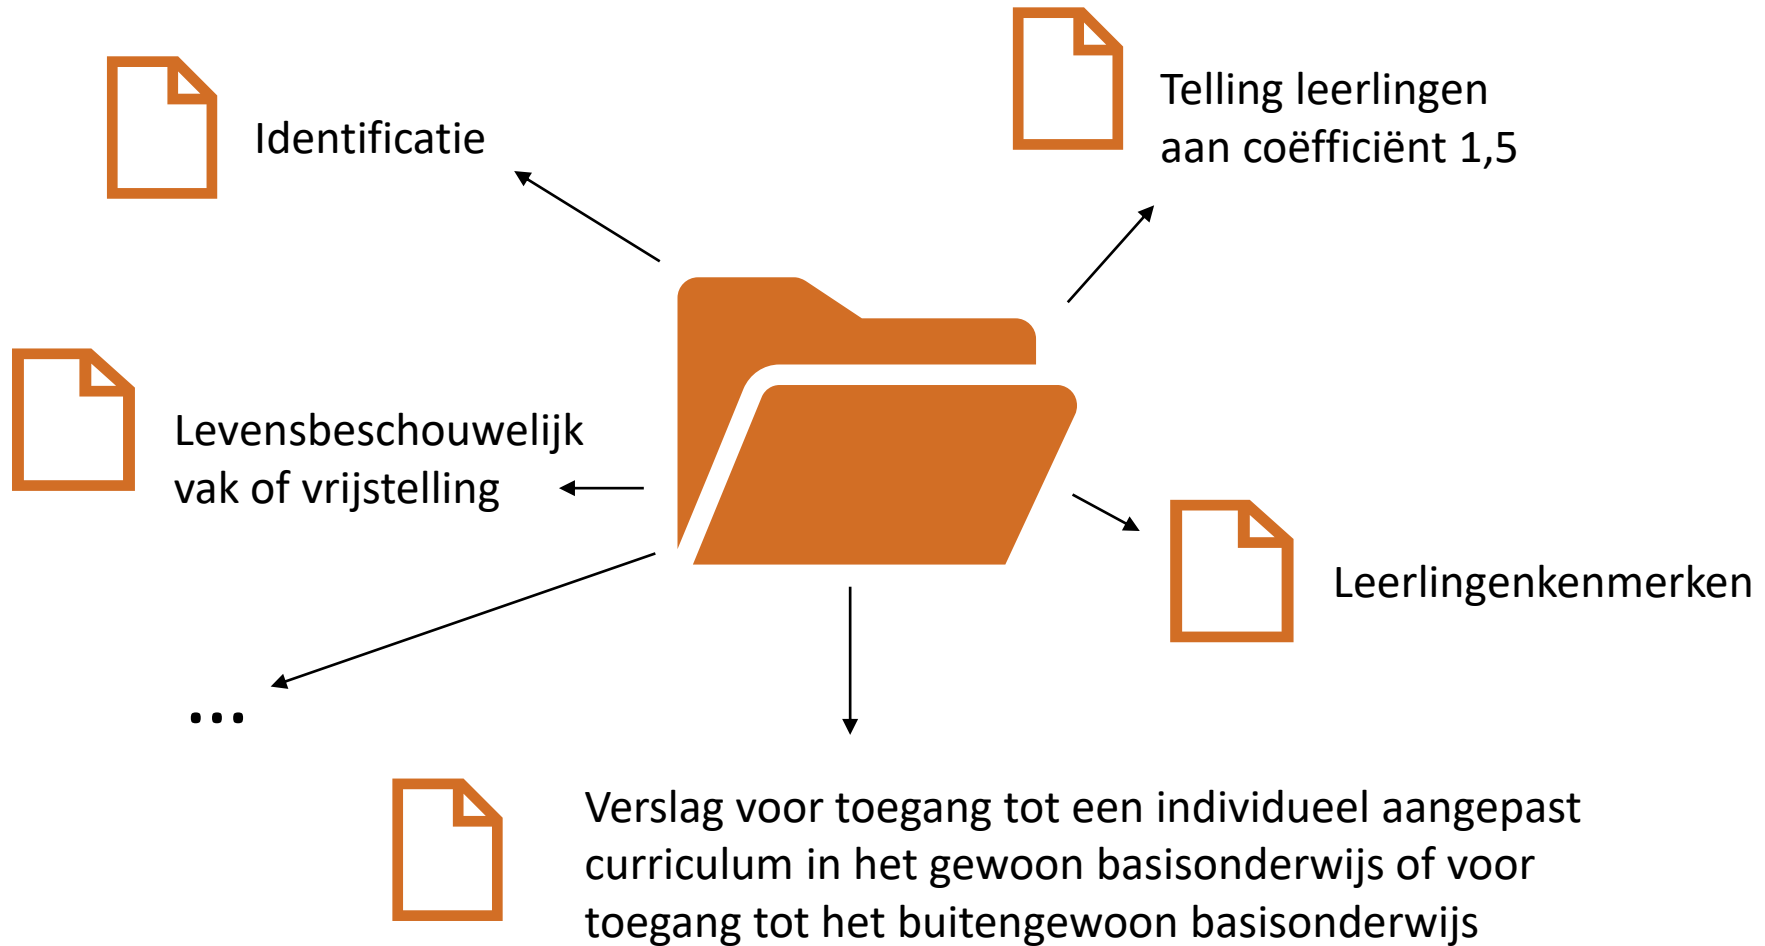 Identificatie
Telling leerlingen
aan coëfficiënt 1,5
Levensbeschouwelijk
vak of vrijstelling
Leerlingenkenmerken
...
Verslag voor toegang tot een individueel aangepast
curriculum in het gewoon basisonderwijs of voor
toegang tot het buitengewoon basisonderwijs